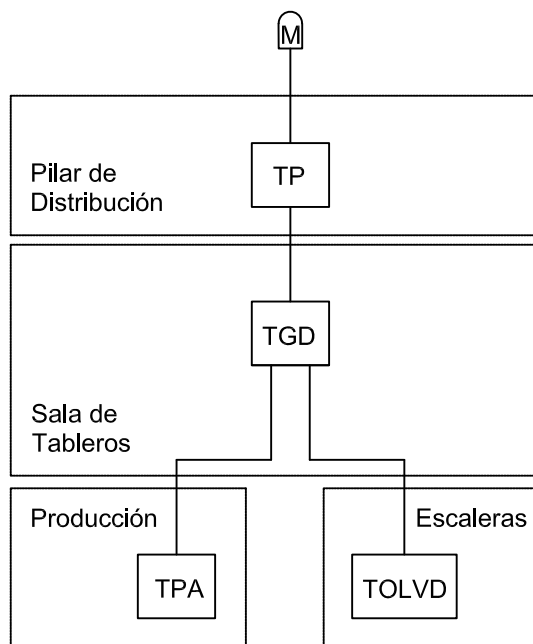 M
Pilar de
Distribución
TP
TGD
Sala de
Tableros
Producción
Escaleras
TPA
TOLVD